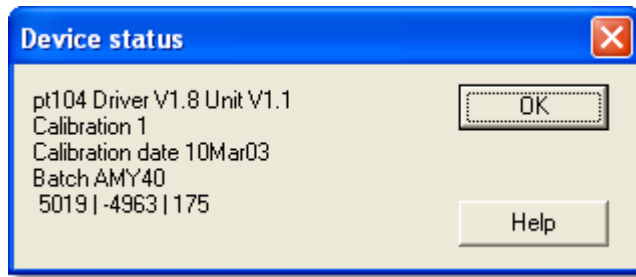 Device status
pt104 Driver V1.8 Unit V1.1
OK
Calibration 1
Calibration date 10Mar03
Batch AMY40
5019 | -4963 | 175
Help